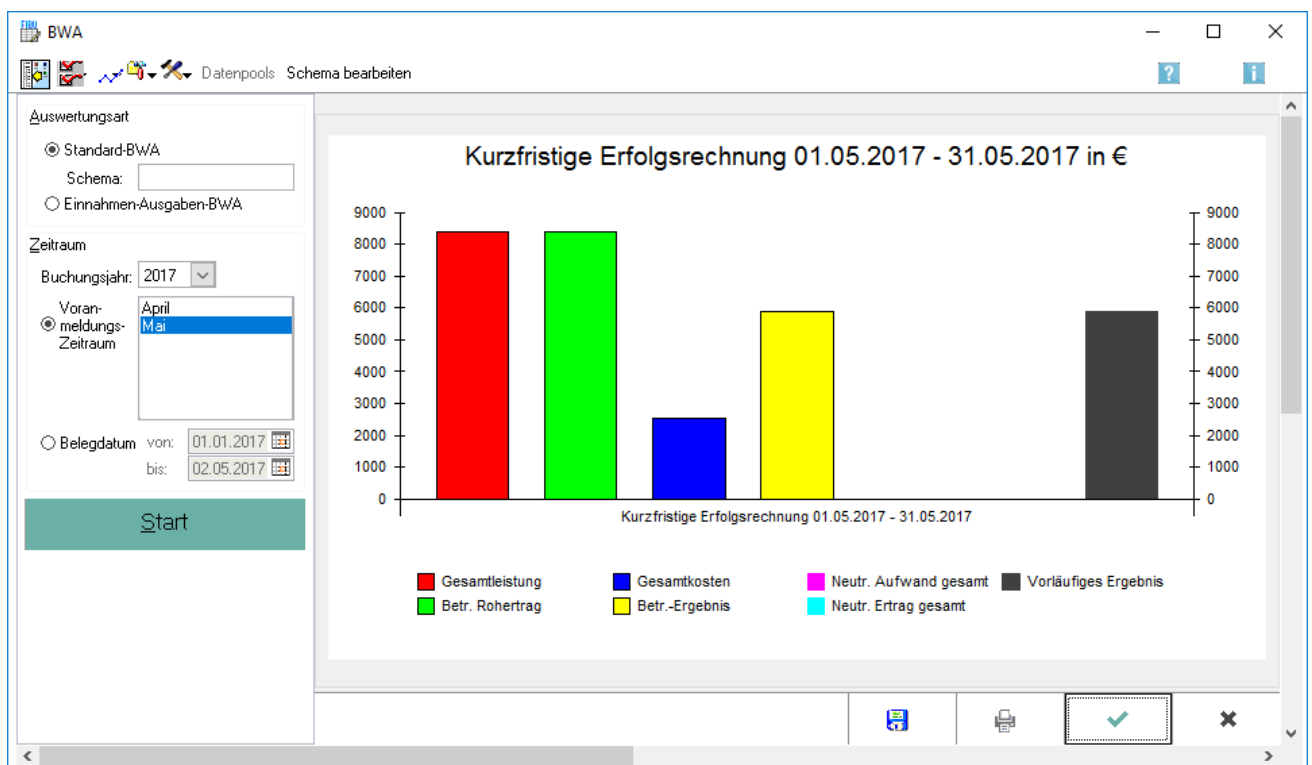 FIBU
BWA
Datenpools Schema bearbeiten
?
i
Auswertungsart
Standard-BWA
Schema:
Einnahmen-Ausgaben-BWA
Zeitraum
Buchungsjahr: 2017
Voran-
meldungs-
Zeitraum
April
Mai
Belegdatum von: 01.01.2017
bis: 02.05.2017
Start
Kurzfristige Erfolgsrechnung 01.05.2017 - 31.05.2017 in €
9000 9000
8000 8000
7000 7000
6000 6000
5000 5000
4000 4000
3000 3000
2000 2000
1000 1000
0 0
Kurzfristige Erfolgsrechnung 01.05.2017 - 31.05.2017
Gesamtleistung Gesamtkosten Neutr. Aufwand gesamt Vorläufiges Ergebnis
Betr. Rohertrag Betr.-Ergebnis Neutr. Ertrag gesamt